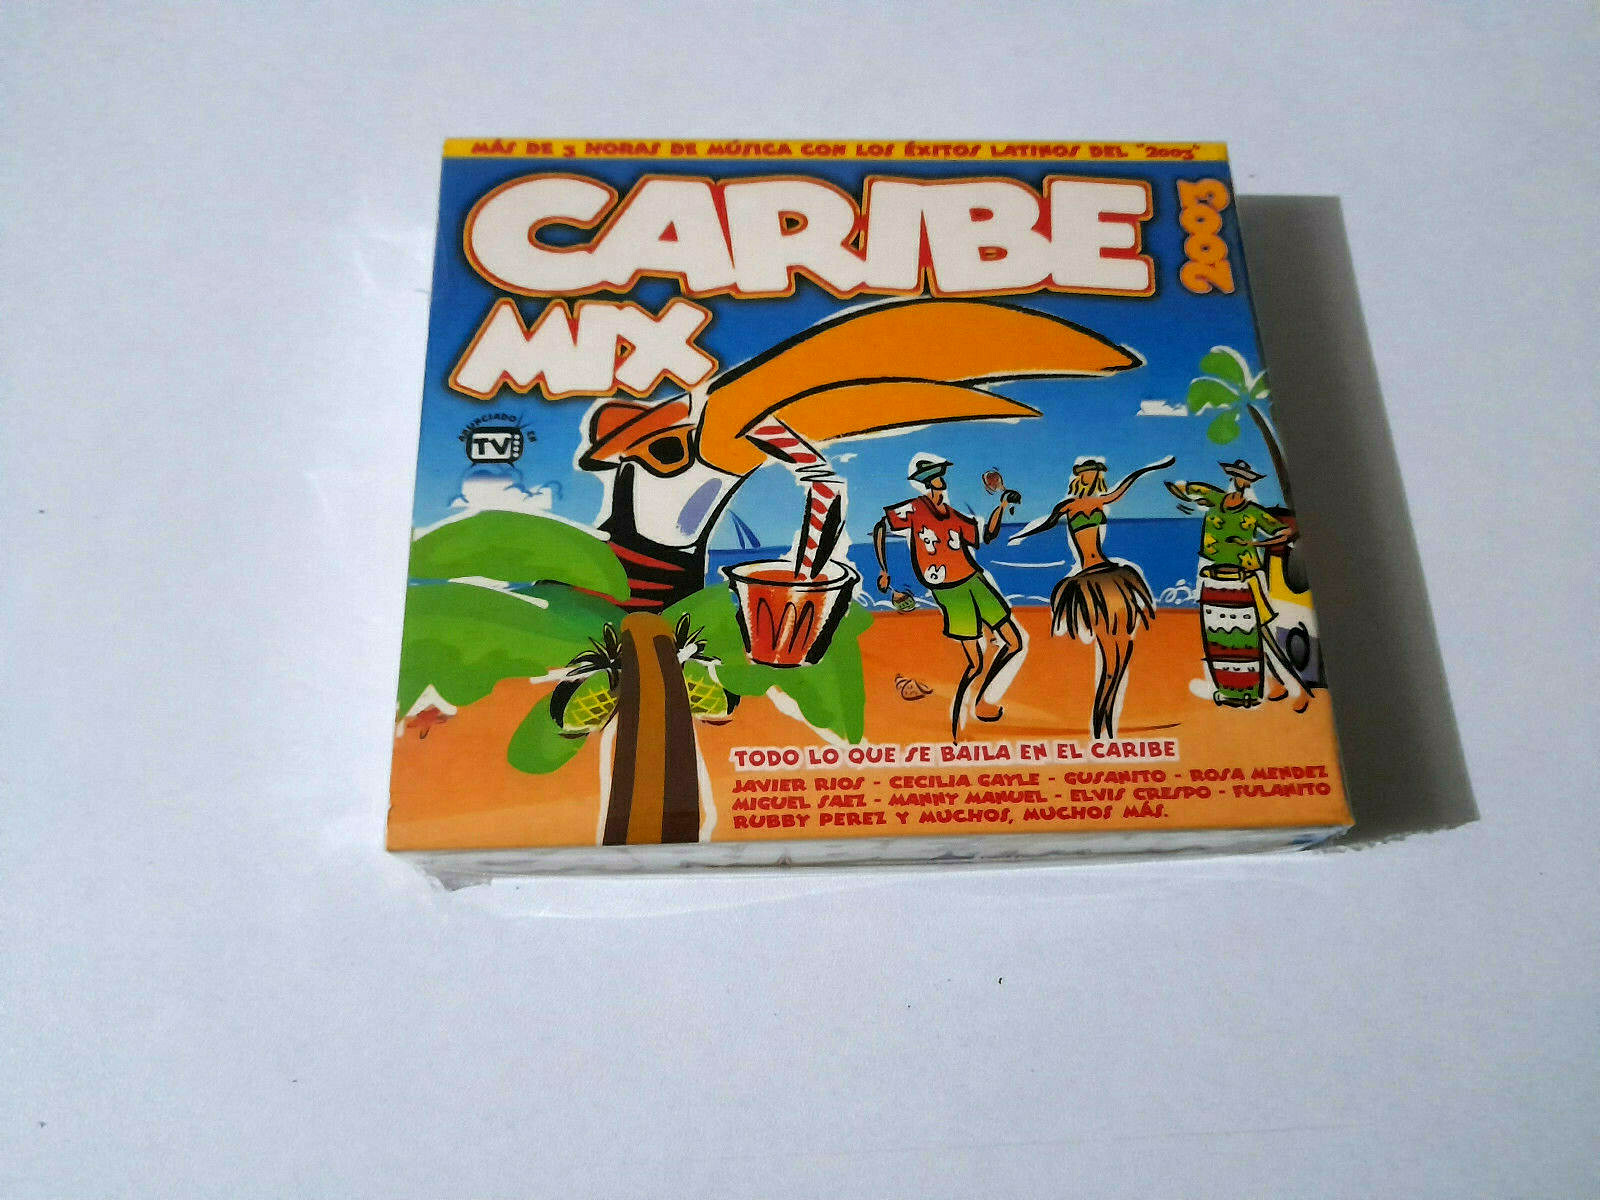 MÁS DE 3 HORAS DE MÚSICA CON LOS ÉXITOS LATINOS DEL "2003"
CARIBE
2003
MIX
ANUNCIADO EN
TV
TODO LO QUE SE BAILA EN EL CARIBE
JAVIER RIOS - CECILIA GAYLE - GUSANITO - ROSA MENDEZ
MIGUEL SAEZ - MANNY MANUEL - ELVIS CRESPO - FULANITO
RUBBY PEREZ Y MUCHOS, MUCHOS MÁS.